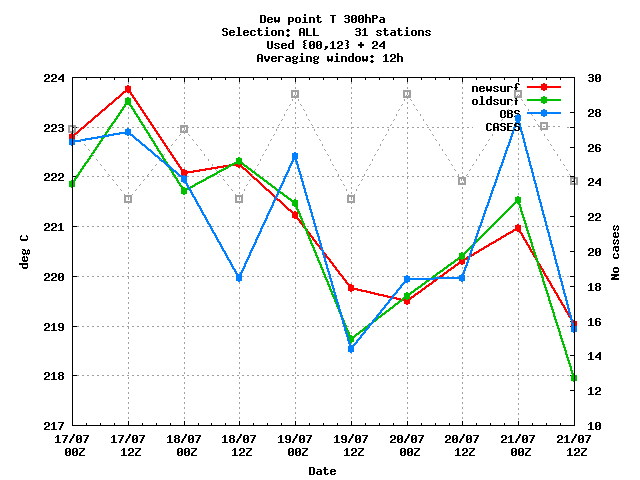 Dew point T 300hPa
Selection: ALL     31 stations
Used {00,12} + 24
Averaging window: 12h
224
223
222
221
220
219
218
217
deg C
30
28
26
24
22
20
18
16
14
12
10
No cases
newsurf
oldsurf
OBS
CASES
17/07 17/07 18/07 18/07 19/07 19/07 20/07 20/07 21/07 21/07
00Z 12Z 00Z 12Z 00Z 12Z 00Z 12Z 00Z 12Z
Date